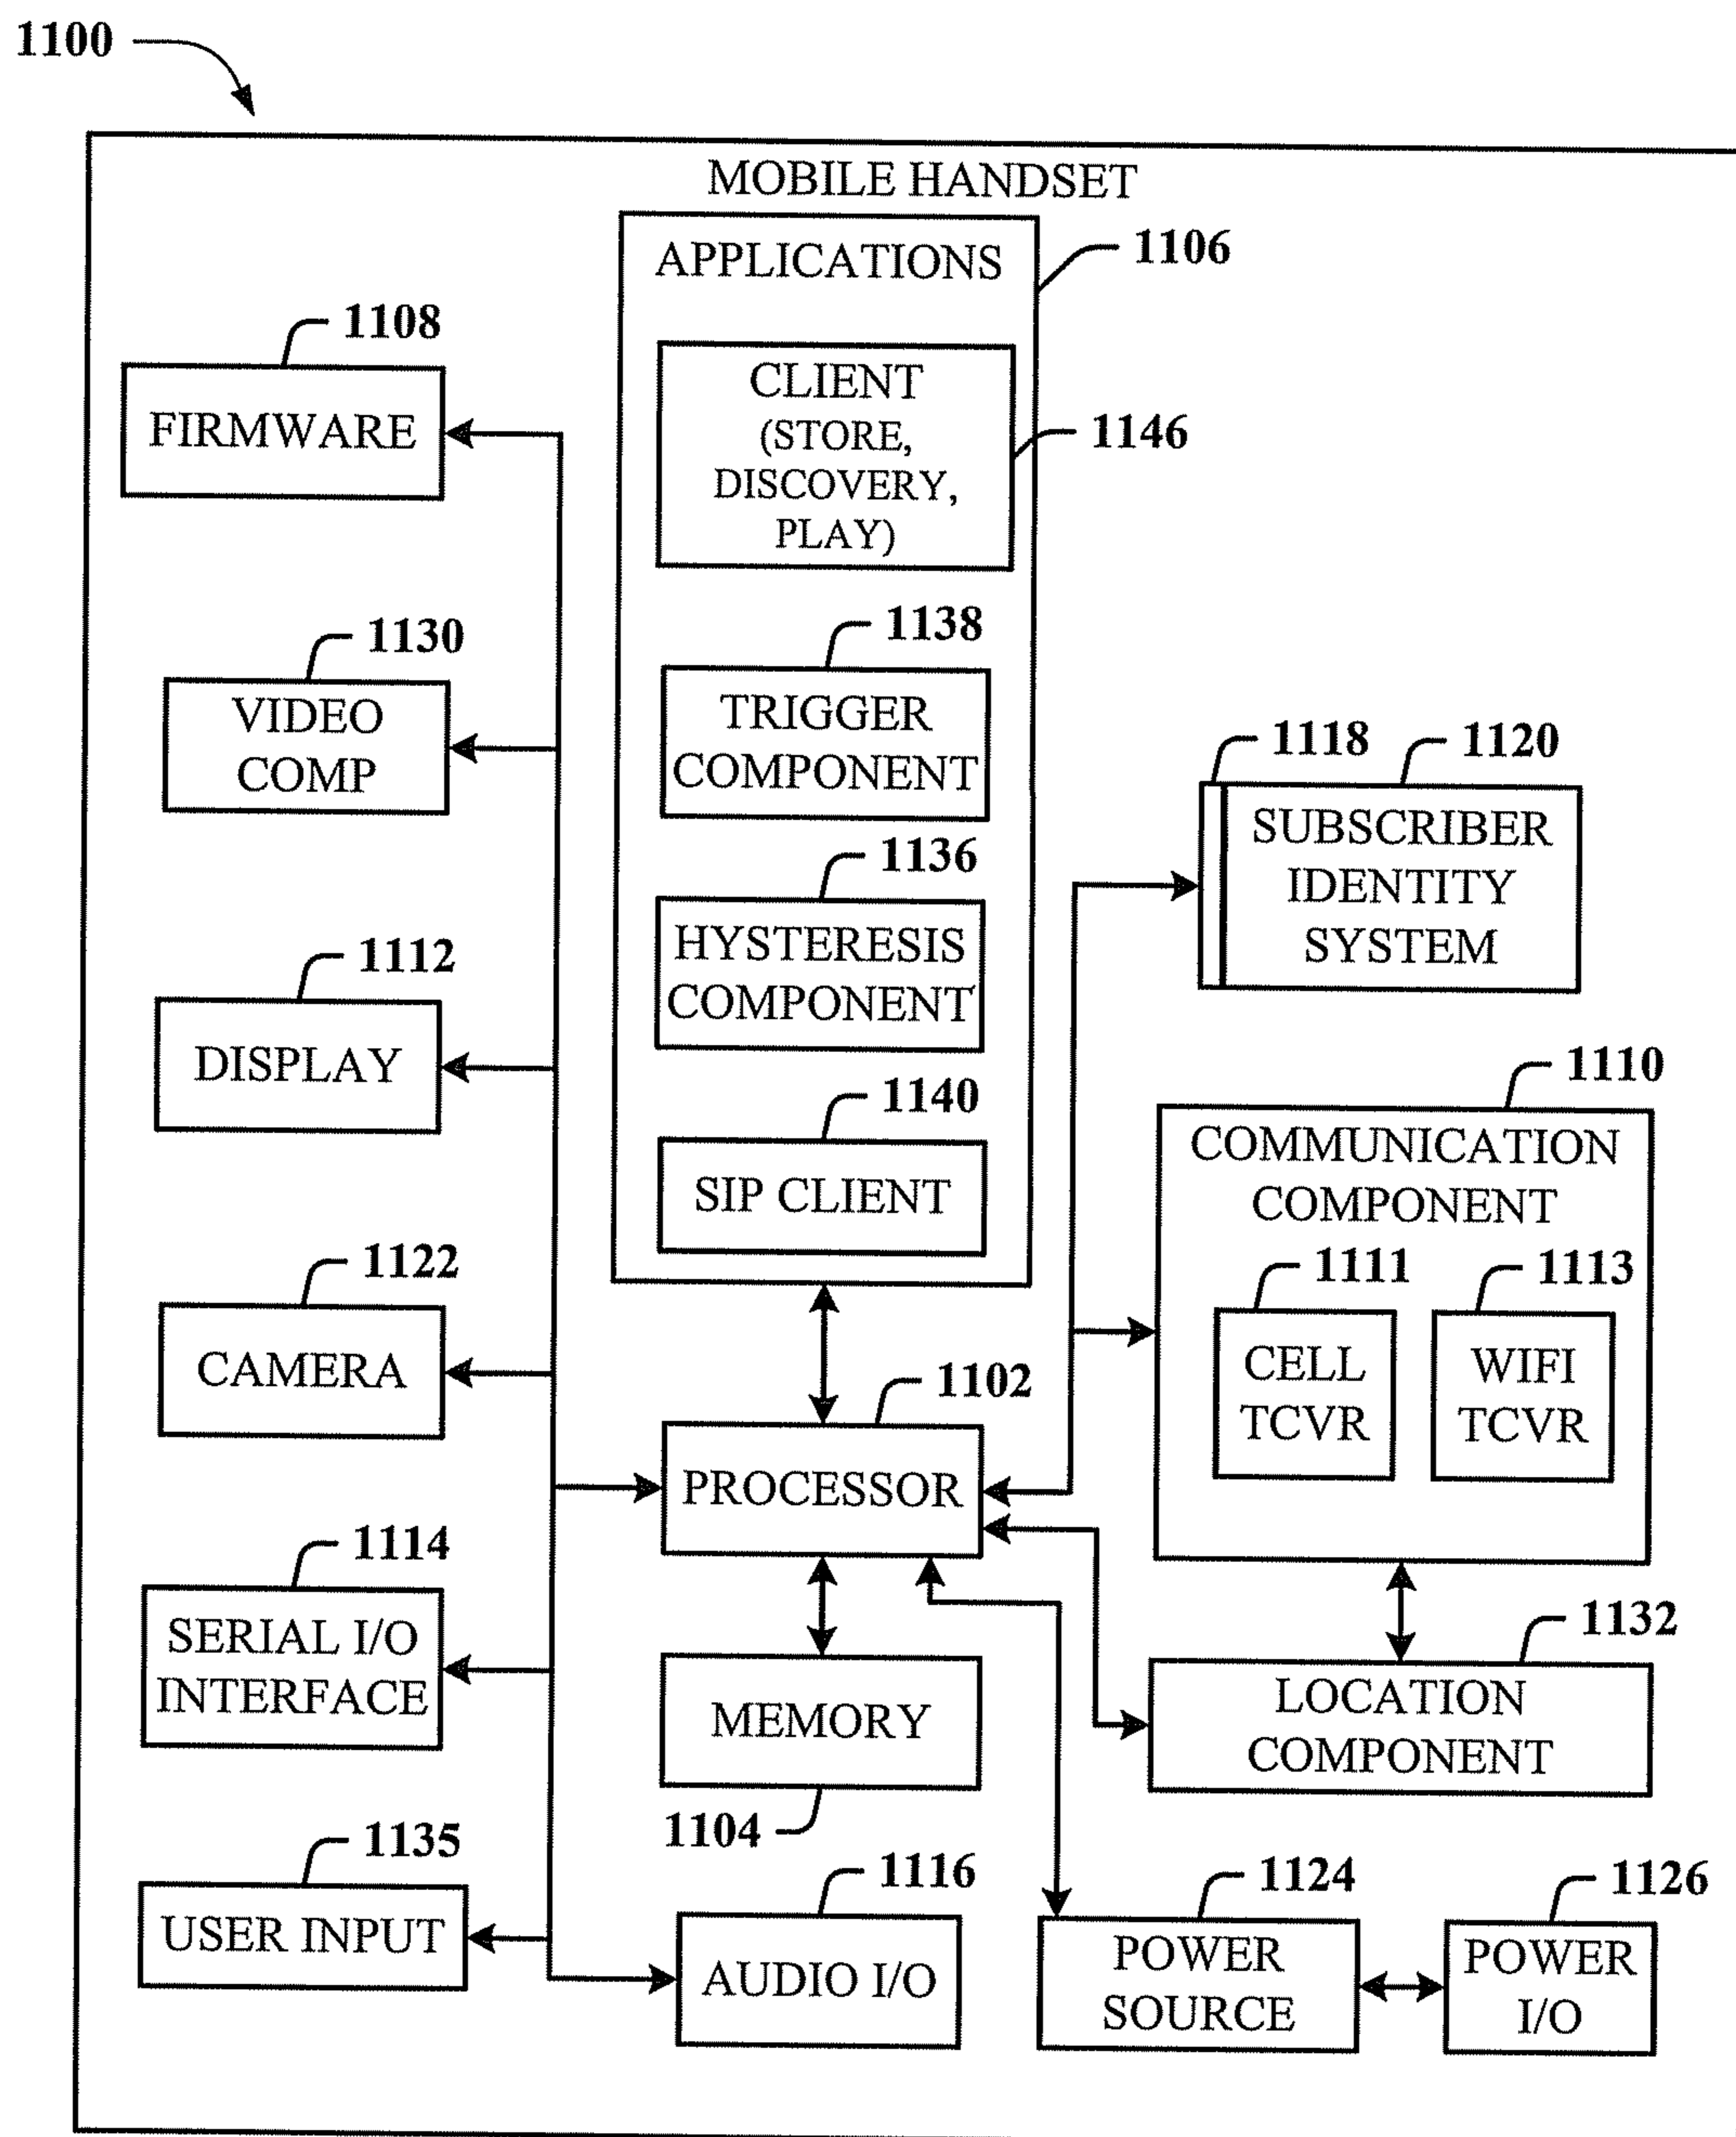 1100
MOBILE HANDSET
APPLICATIONS
1106
CLIENT
(STORE,
DISCOVERY,
PLAY)
1146
1138
TRIGGER
COMPONENT
1136
HYSTERESIS
COMPONENT
1140
SIP CLIENT
1108
FIRMWARE
1130
VIDEO
COMP
1112
DISPLAY
1122
CAMERA
1114
SERIAL I/O
INTERFACE
1135
USER INPUT
1102
PROCESSOR
MEMORY
1104
1116
AUDIO I/O
1118
1120
SUBSCRIBER
IDENTITY
SYSTEM
1110
COMMUNICATION
COMPONENT
1111
CELL
TCVR
1113
WIFI
TCVR
1132
LOCATION
COMPONENT
1124
POWER
SOURCE
1126
POWER
I/O